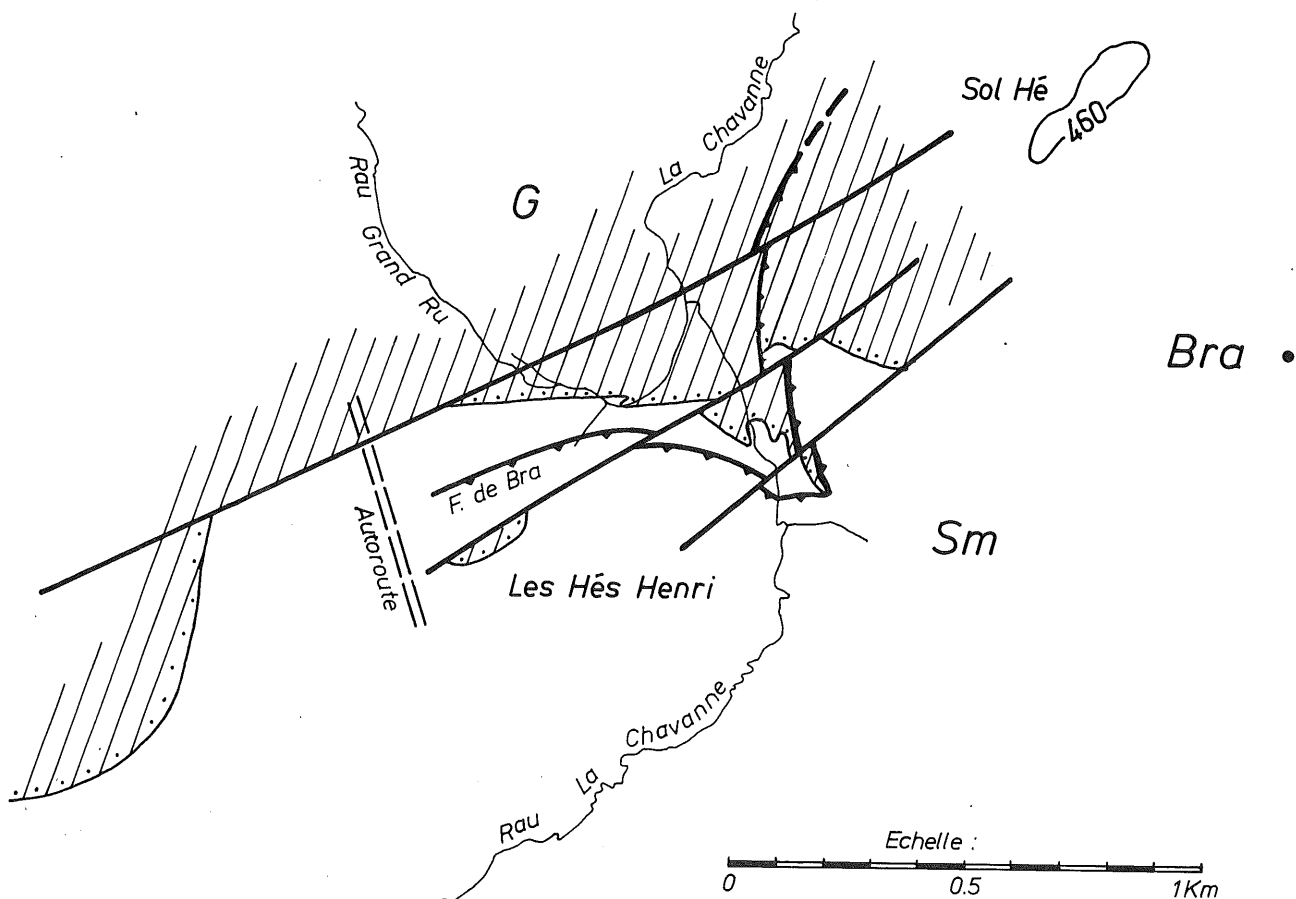 Sol Hé
460
La Chavanne
Rau Grand Ru
G
Bra
F. de Bra
Autoroute
Sm
Les Hés Henri
Rau La Chavanne
Echelle :
0 0.5 1Km